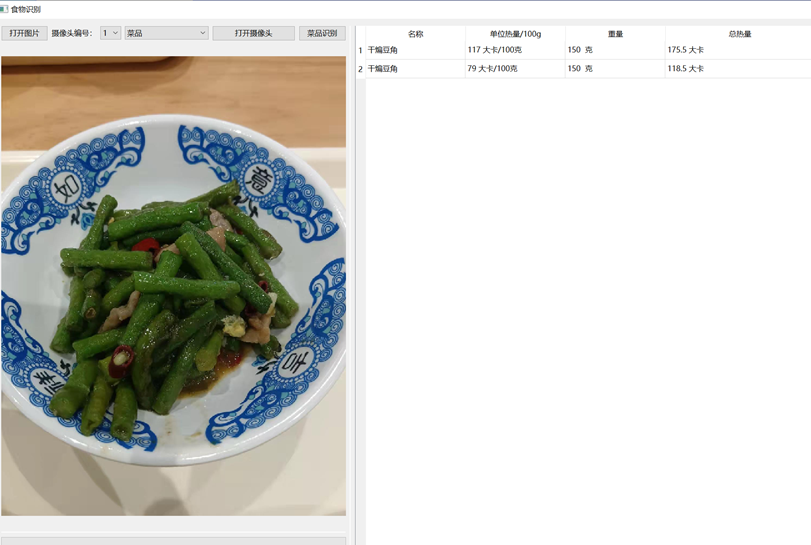 食物识别
打开图片 摄像头编号： 1 菜品 打开摄像头 菜品识别
名称 单位热量/100g 重量 总热量
1 干煸豆角 117 大卡/100克 150 克 175.5 大卡
2 干煸豆角 79 大卡/100克 150 克 118.5 大卡
意
吉
祥